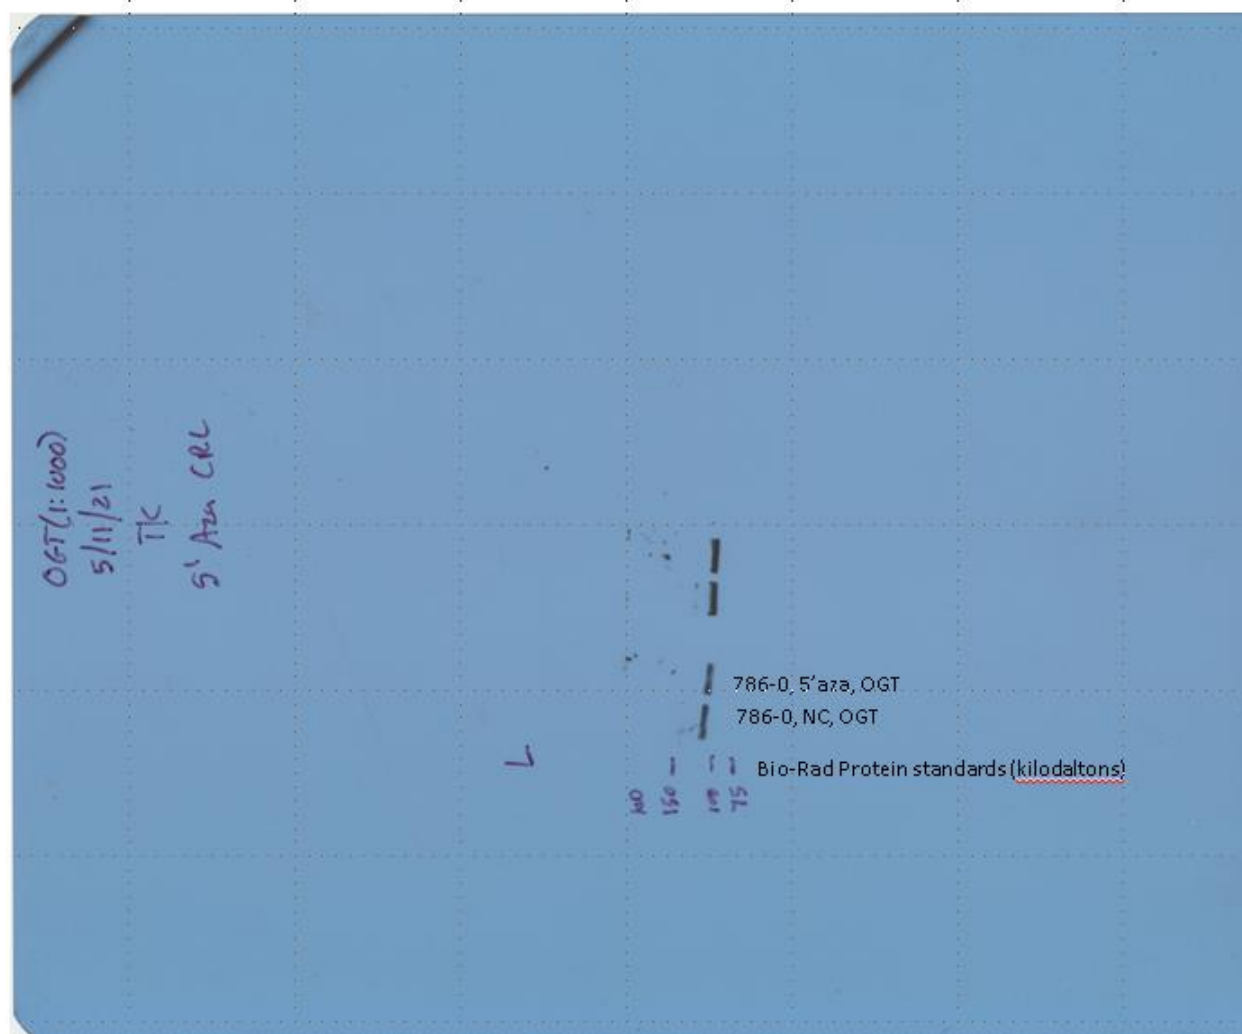 OGT (1:1000)
5/11/21
TK
5' Aza CRL
786-0, 5'aza, OGT
786-0, NC, OGT
L
Bio-Rad Protein standards (kilodaltons)
150
100
75